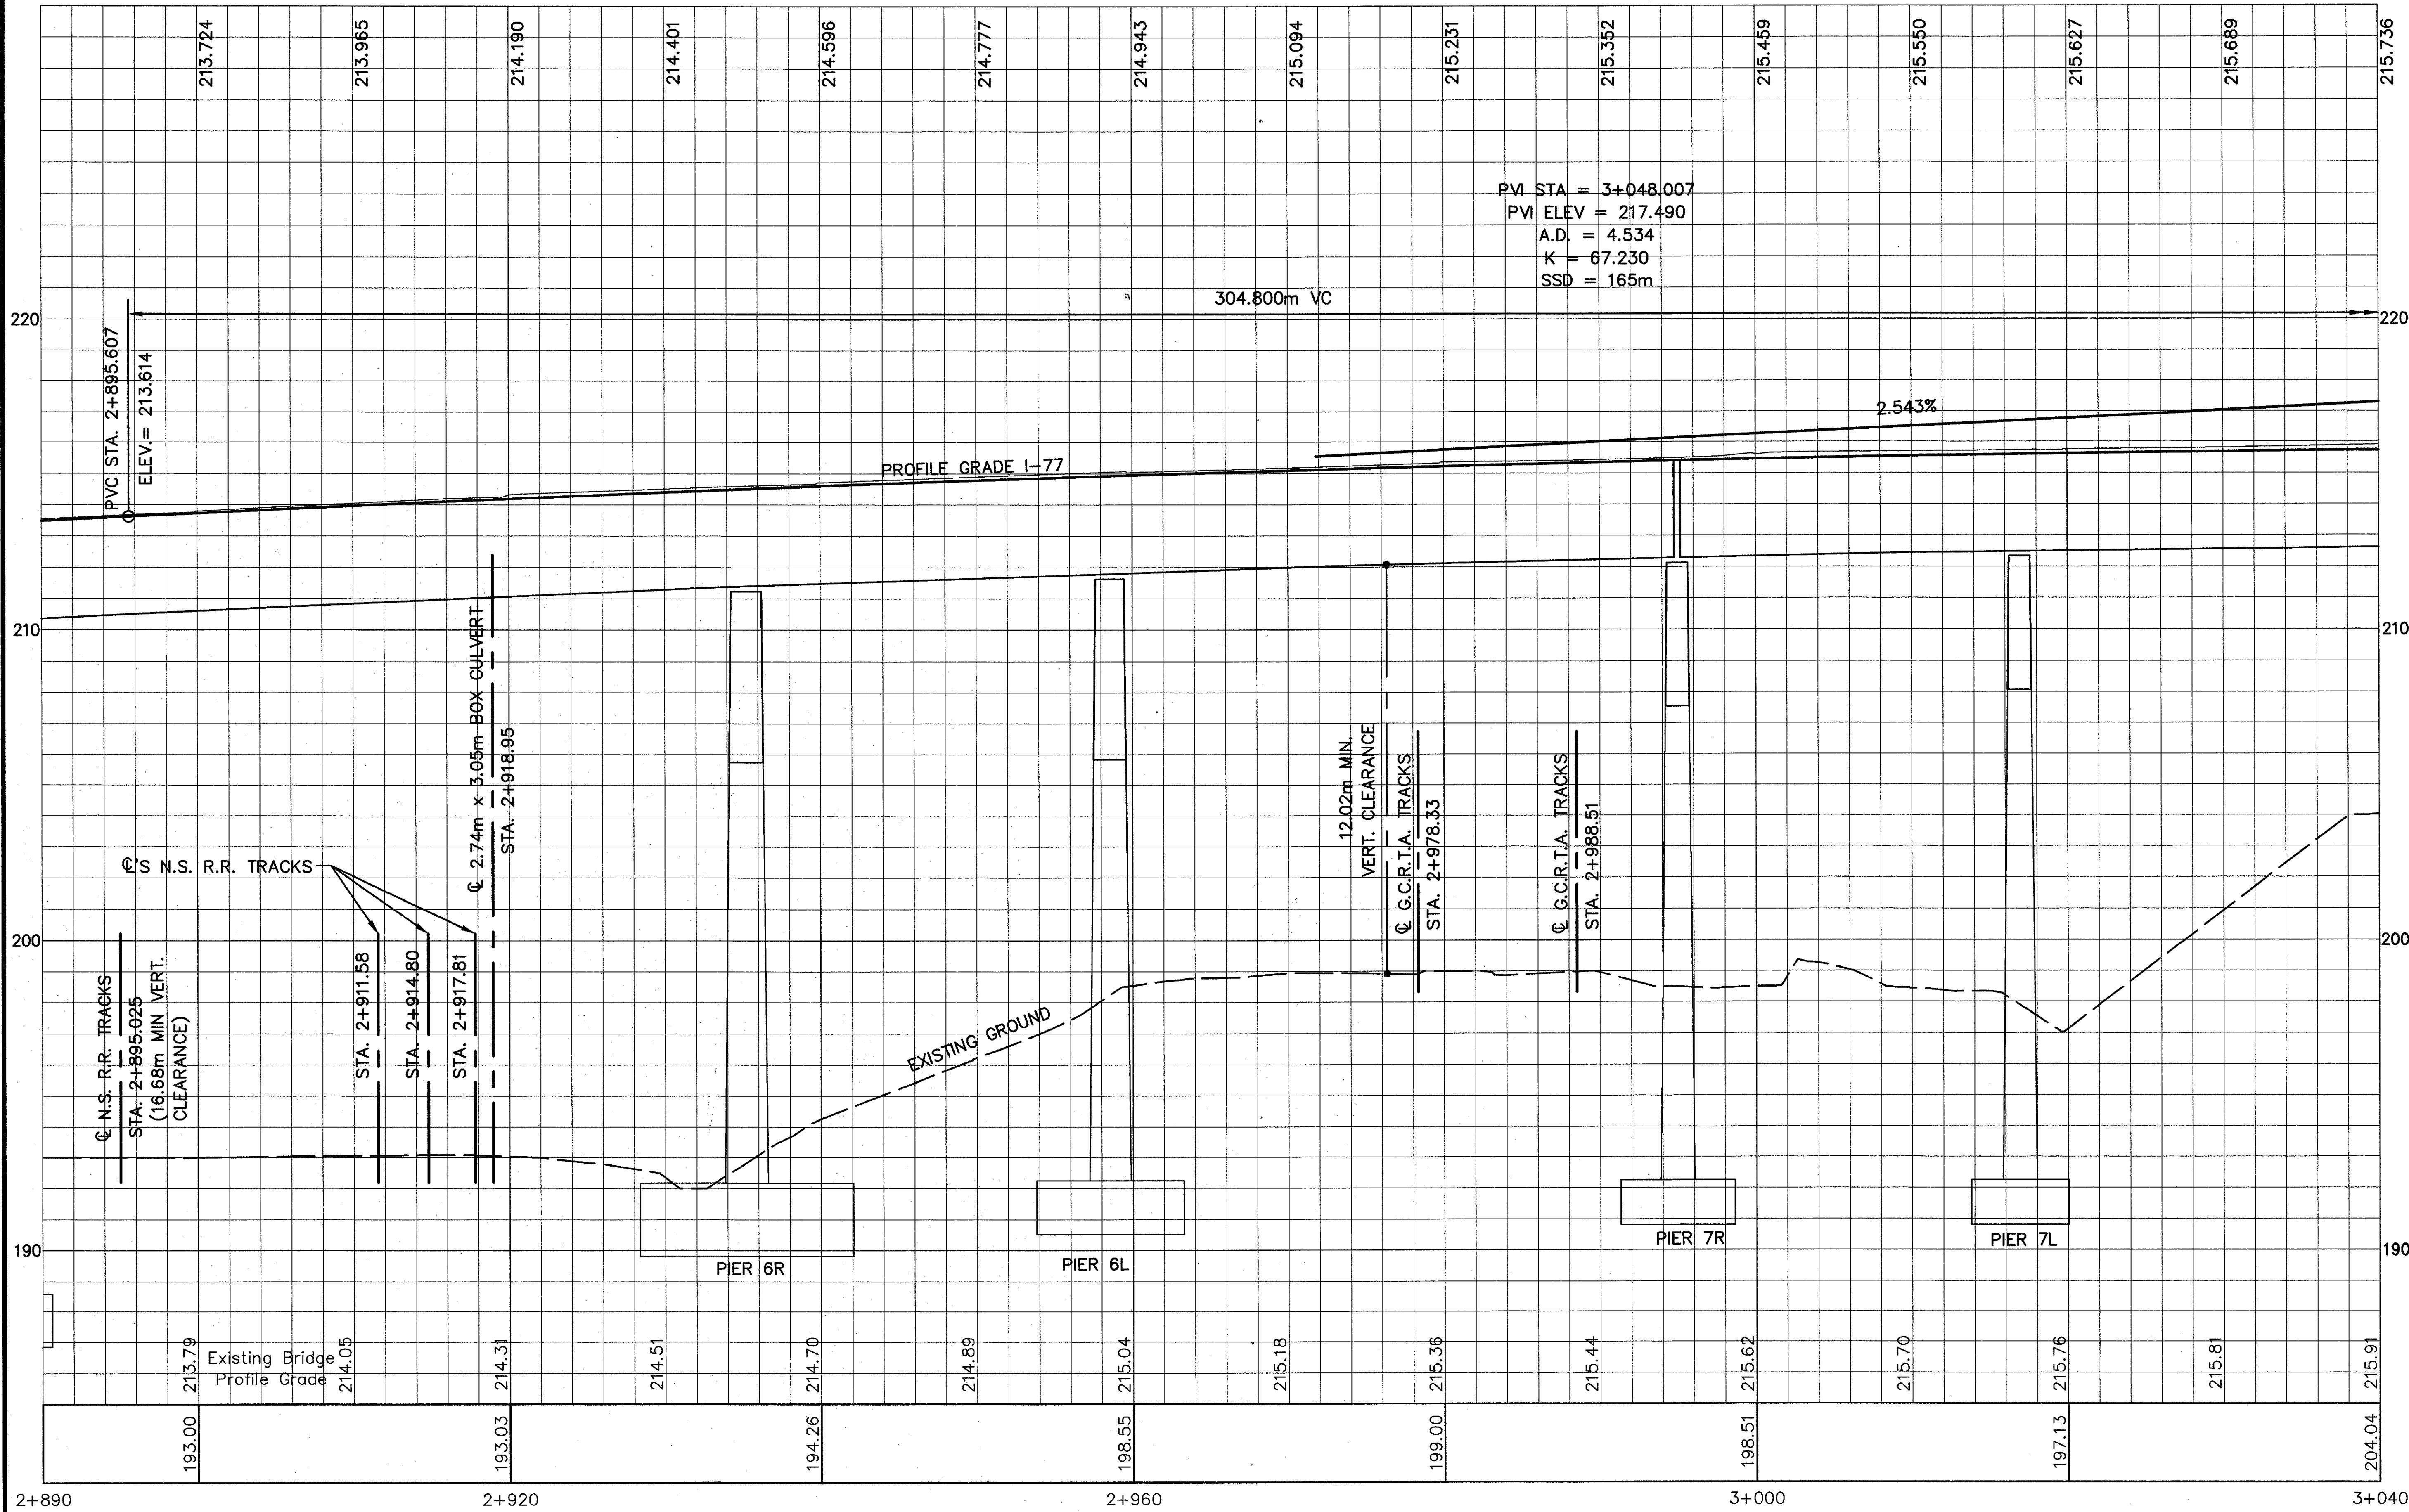 213.724
213.965
214.190
214.401
214.596
214.777
214.943
215.094
215.231
215.352
215.459
215.550
215.627
215.689
215.736
PVI STA = 3+048.007
PVI ELEV = 217.490
A.D. = 4.534
K = 67.230
SSD = 165m
304.800m VC
220
220
PVC STA. 2+895.607
ELEV.= 213.614
2.543%
PROFILE GRADE I-77
210
210
℄ 2.74m x 3.05m BOX CULVERT
STA. 2+918.95
12.02m MIN.
VERT. CLEARANCE
℄ G.C.R.T.A. TRACKS
STA. 2+978.33
℄ G.C.R.T.A. TRACKS
STA. 2+988.51
℄'S N.S. R.R. TRACKS
200
200
℄ N.S. R.R. TRACKS
STA. 2+895.025
(16.68m MIN VERT.
CLEARANCE)
STA. 2+911.58
STA. 2+914.80
STA. 2+917.81
EXISTING GROUND
190
190
PIER 6R
PIER 6L
PIER 7R
PIER 7L
213.79
Existing Bridge
Profile Grade
214.05
214.31
214.51
214.70
214.89
215.04
215.18
215.36
215.44
215.62
215.70
215.76
215.81
215.91
193.00
193.03
194.26
198.55
199.00
198.51
197.13
204.04
2+890
2+920
2+960
3+000
3+040